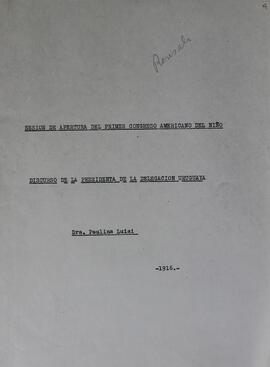 SESION DE APERTURA DEL PRIMER CONGRESO AMERICANO DEL NIÑO
DISCURSO DE LA PRESIDENTA DE LA DELEGACION URUGUAYA
Dra. Paulina Luisi
-1916.-